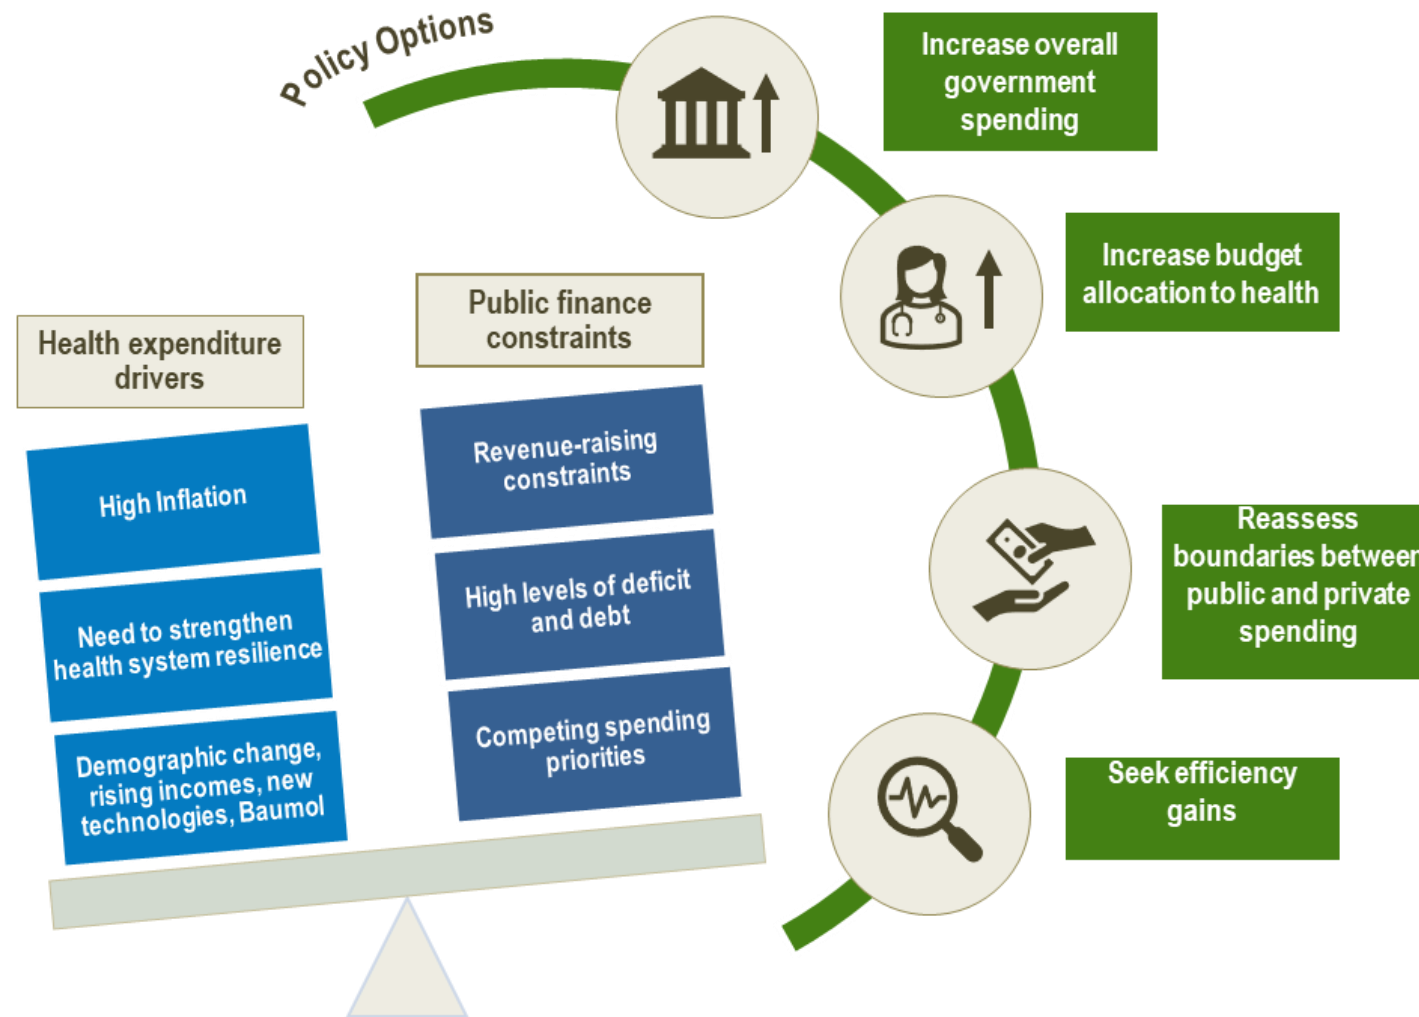 Policy Options
Increase overall
government
spending
Increase budget
allocation to health
Reassess
boundaries between
public and private
spending
Seek efficiency
gains
Health expenditure
drivers
High Inflation
Need to strengthen
health system resilience
Demographic change,
rising incomes, new
technologies, Baumol
Public finance
constraints
Revenue-raising
constraints
High levels of deficit
and debt
Competing spending
priorities